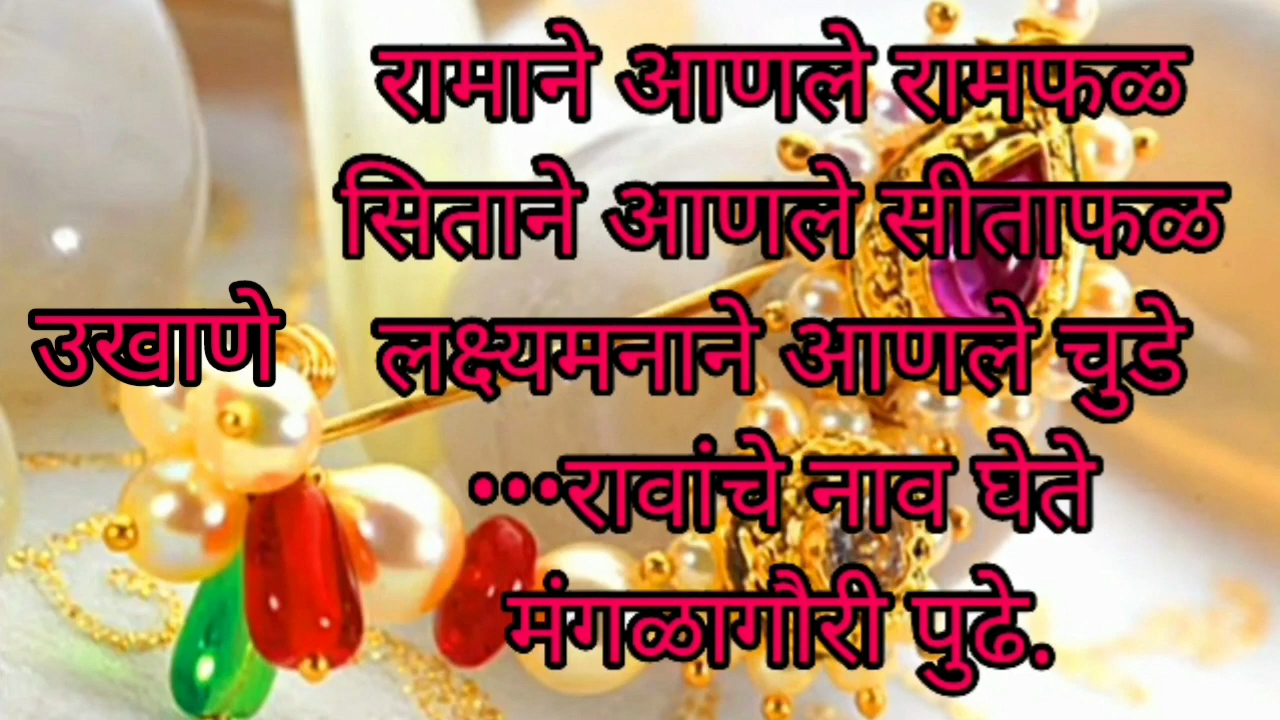 रामाने आणले रामफळ
सिताने आणले सीताफळ
उखाणे
लक्ष्यमनाने आणले चुडे
•••रावांचे नाव घेते
मंगळागौरी पुढे.